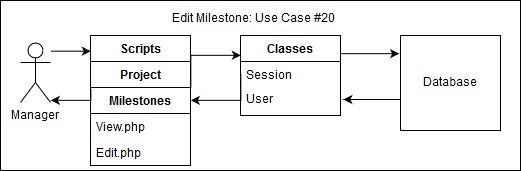 Edit Milestone: Use Case #20
Manager
Scripts
Project
Milestones
View.php
Edit.php
Classes
Session
User
Database